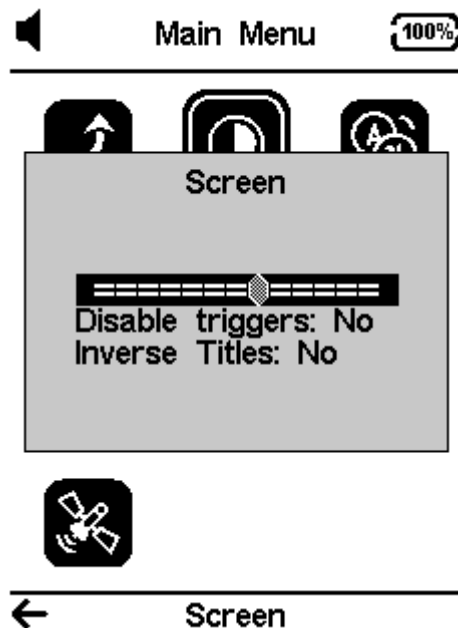 Main Menu
100%
Screen
Disable triggers: No
Inverse Titles: No
Screen